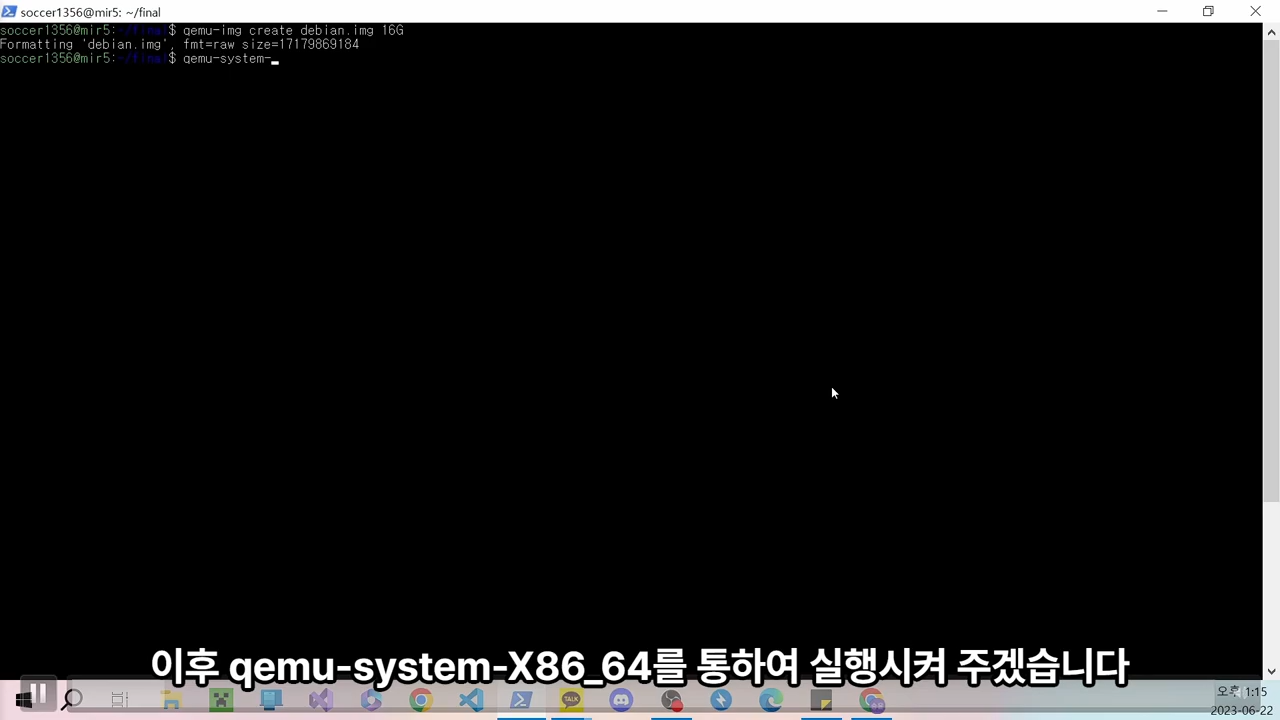 soccer1356@mir5: ~/final
soccer1356@mir5:~/final$ qemu-img create debian.img 16G
Formatting 'debian.img', fmt=raw size=17179869184
soccer1356@mir5:~/final$ qemu-system-
이후 qemu-system-X86_64를 통하여 실행시켜 주겠습니다
TALK
오후 1:15
2023-06-22